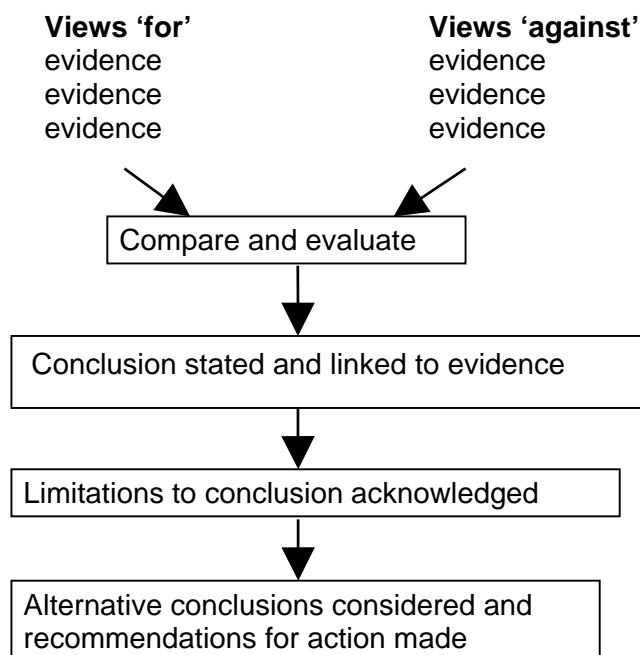 Views ‘for’
evidence
evidence
evidence
Views ‘against’
evidence
evidence
evidence
Compare and evaluate
Conclusion stated and linked to evidence
Limitations to conclusion acknowledged
Alternative conclusions considered and
recommendations for action made